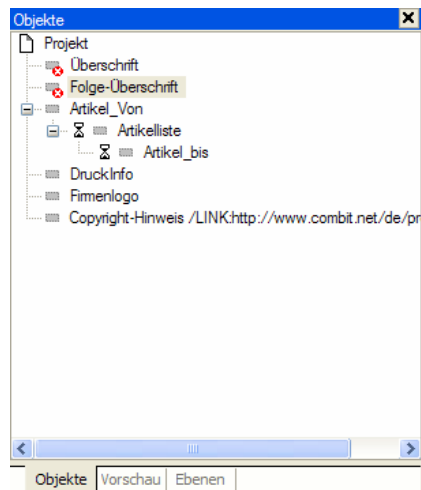 Objekte
Projekt
Überschrift
Folge-Überschrift
Artikel_Von
Artikelliste
Artikel_bis
DruckInfo
Firmenlogo
Copyright-Hinweis /LINK:http://www.combit.net/de/pr
Objekte Vorschau Ebenen